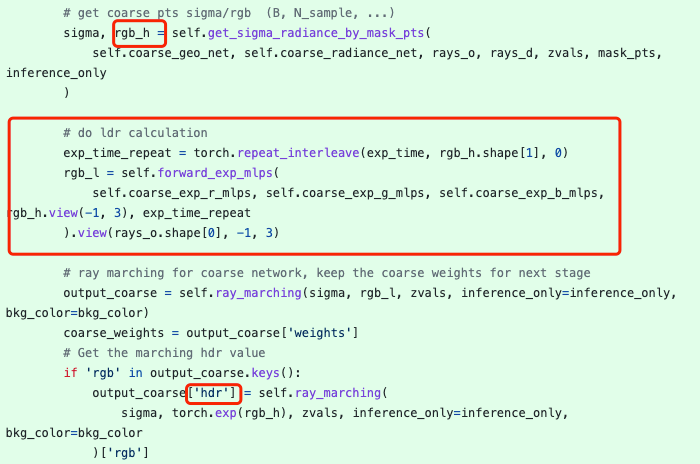 # get coarse pts sigma/rgb  (B, N_sample, ...)
sigma, rgb_h = self.get_sigma_radiance_by_mask_pts(
self.coarse_geo_net, self.coarse_radiance_net, rays_o, rays_d, zvals, mask_pts,
inference_only
)
# do ldr calculation
exp_time_repeat = torch.repeat_interleave(exp_time, rgb_h.shape[1], 0)
rgb_l = self.forward_exp_mlps(
self.coarse_exp_r_mlps, self.coarse_exp_g_mlps, self.coarse_exp_b_mlps,
rgb_h.view(-1, 3), exp_time_repeat
).view(rays_o.shape[0], -1, 3)
# ray marching for coarse network, keep the coarse weights for next stage
output_coarse = self.ray_marching(sigma, rgb_l, zvals, inference_only=inference_only,
bkg_color=bkg_color)
coarse_weights = output_coarse['weights']
# Get the marching hdr value
if 'rgb' in output_coarse.keys():
output_coarse['hdr'] = self.ray_marching(
sigma, torch.exp(rgb_h), zvals, inference_only=inference_only,
bkg_color=bkg_color
)['rgb']